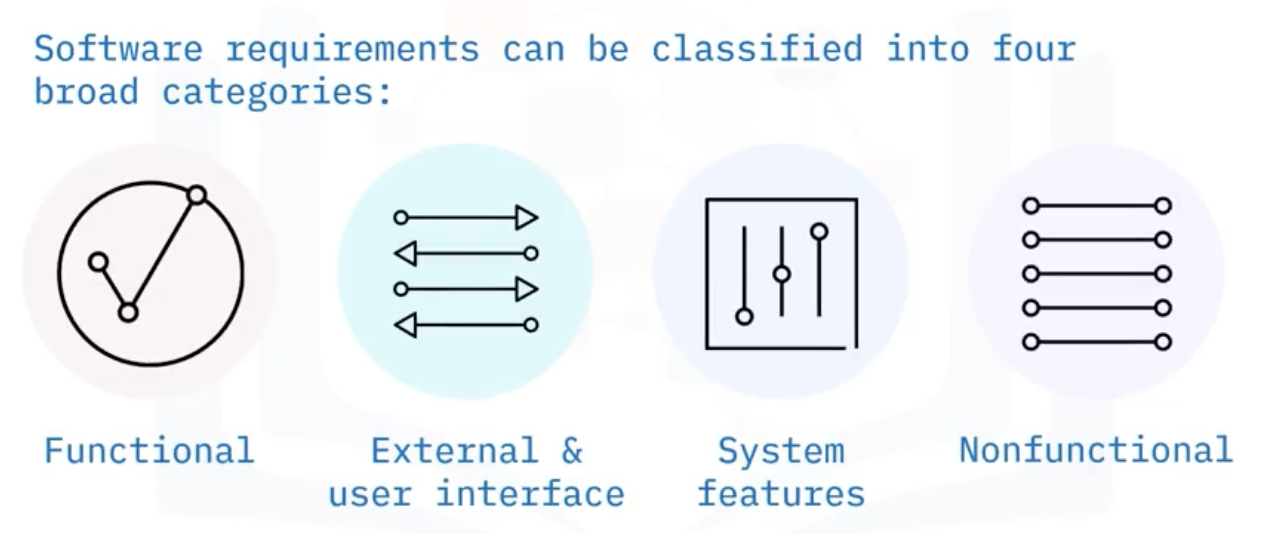 Software requirements can be classified into four
broad categories:
Functional
External &
user interface
System
features
Nonfunctional